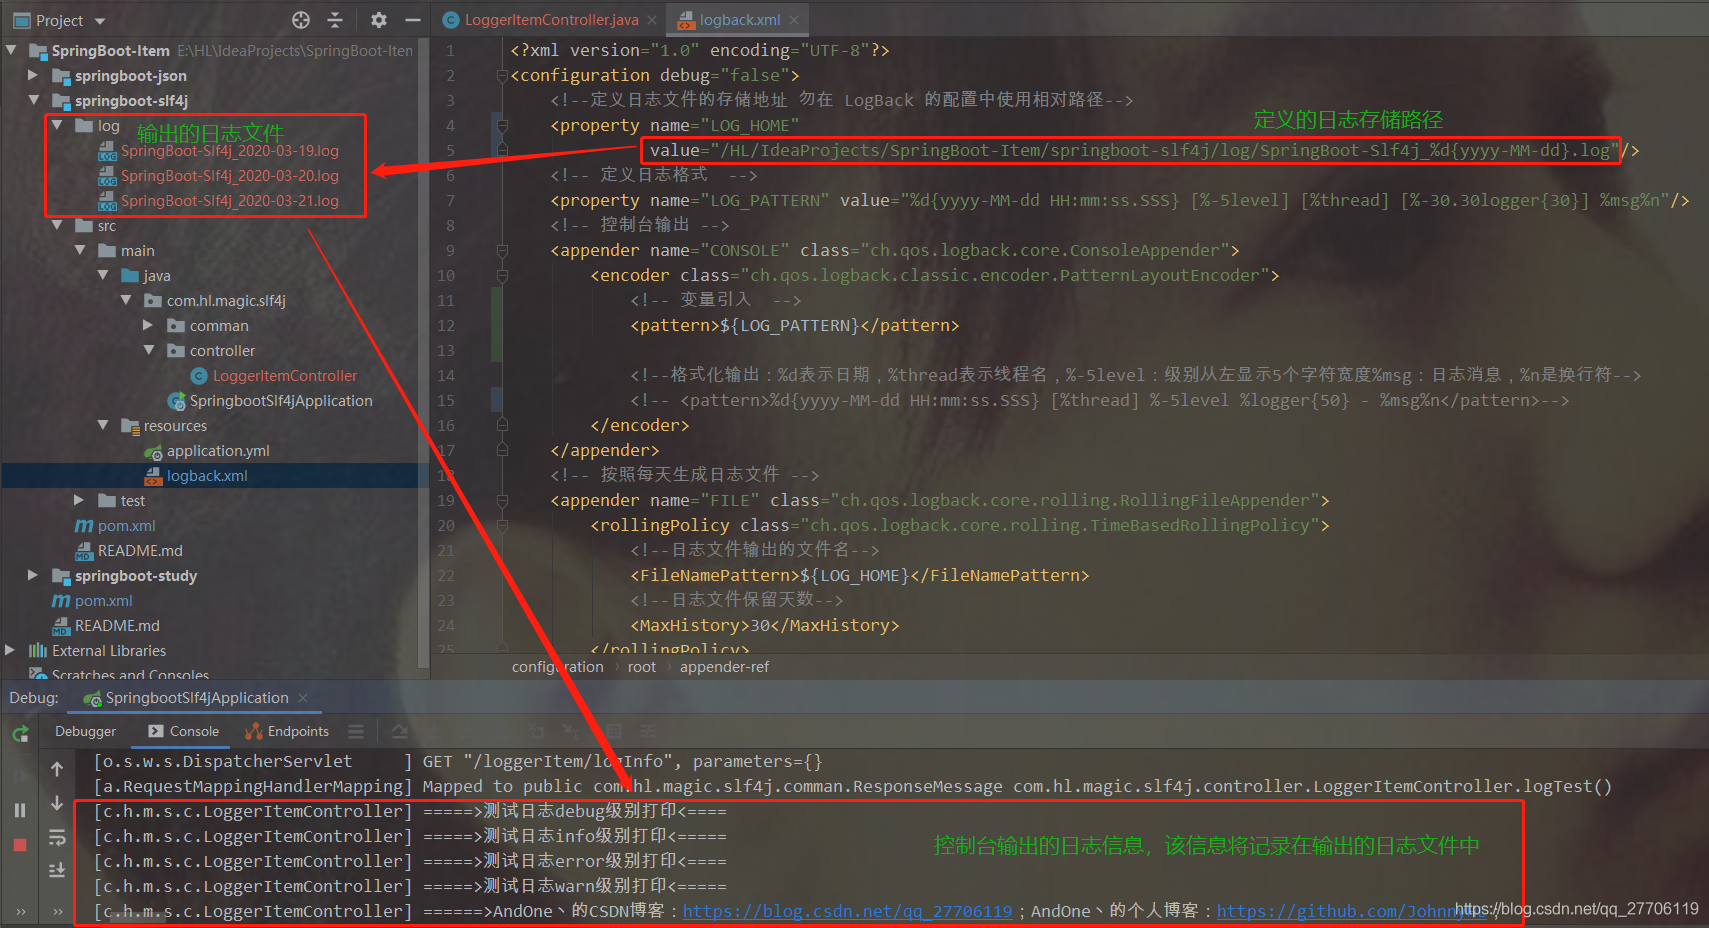 Project
LoggerItemController.java
logback.xml
SpringBoot-Item E:\HL\IdeaProjects\SpringBoot-Iten
springboot-json
springboot-slf4j
log
输出的日志文件
SpringBoot-Slf4j_2020-03-19.log
SpringBoot-Slf4j_2020-03-20.log
SpringBoot-Slf4j_2020-03-21.log
src
main
java
com.hl.magic.slf4j
comman
controller
LoggerItemController
SpringbootSlf4jApplication
resources
application.yml
logback.xml
test
pom.xml
README.md
springboot-study
pom.xml
README.md
External Libraries
Scratches and Consoles
1 <?xml version="1.0" encoding="UTF-8"?>
2 <configuration debug="false">
3 <!--定义日志文件的存储地址 勿在 LogBack 的配置中使用相对路径-->
4 <property name="LOG_HOME"
定义的日志存储路径
5 value="/HL/IdeaProjects/SpringBoot-Item/springboot-slf4j/log/SpringBoot-Slf4j_%d{yyyy-MM-dd}.log"/>
6 <!-- 定义日志格式  -->
7 <property name="LOG_PATTERN" value="%d{yyyy-MM-dd HH:mm:ss.SSS} [%-5level] [%thread] [%-30.30logger{30}] %msg%n"/>
8 <!-- 控制台输出 -->
9 <appender name="CONSOLE" class="ch.qos.logback.core.ConsoleAppender">
10 <encoder class="ch.qos.logback.classic.encoder.PatternLayoutEncoder">
11 <!-- 变量引入  -->
12 <pattern>${LOG_PATTERN}</pattern>
13
14 <!--格式化输出：%d表示日期，%thread表示线程名，%-5level：级别从左显示5个字符宽度%msg：日志消息，%n是换行符-->
15 <!-- <pattern>%d{yyyy-MM-dd HH:mm:ss.SSS} [%thread] %-5level %logger{50} - %msg%n</pattern>-->
16 </encoder>
17 </appender>
18 <!-- 按照每天生成日志文件 -->
19 <appender name="FILE" class="ch.qos.logback.core.rolling.RollingFileAppender">
20 <rollingPolicy class="ch.qos.logback.core.rolling.TimeBasedRollingPolicy">
21 <!--日志文件输出的文件名-->
22 <FileNamePattern>${LOG_HOME}</FileNamePattern>
23 <!--日志文件保留天数-->
24 <MaxHistory>30</MaxHistory>
25 </rollingPolicy>
configuration › root › appender-ref
Debug: SpringbootSlf4jApplication
Debugger Console Endpoints
[o.s.w.s.DispatcherServlet     ] GET "/loggerItem/logInfo", parameters={}
[a.RequestMappingHandlerMapping] Mapped to public com.hl.magic.slf4j.comman.ResponseMessage com.hl.magic.slf4j.controller.LoggerItemController.logTest()
[c.h.m.s.c.LoggerItemController] =====>测试日志debug级别打印<====
[c.h.m.s.c.LoggerItemController] =====>测试日志info级别打印<=====
控制台输出的日志信息，该信息将记录在输出的日志文件中
[c.h.m.s.c.LoggerItemController] =====>测试日志error级别打印<====
[c.h.m.s.c.LoggerItemController] =====>测试日志warn级别打印<=====
[c.h.m.s.c.LoggerItemController] ======>AndOne丶的CSDN博客：https://blog.csdn.net/qq_27706119；AndOne丶的个人博客：https://github.com/Johnny
https://blog.csdn.net/qq_27706119